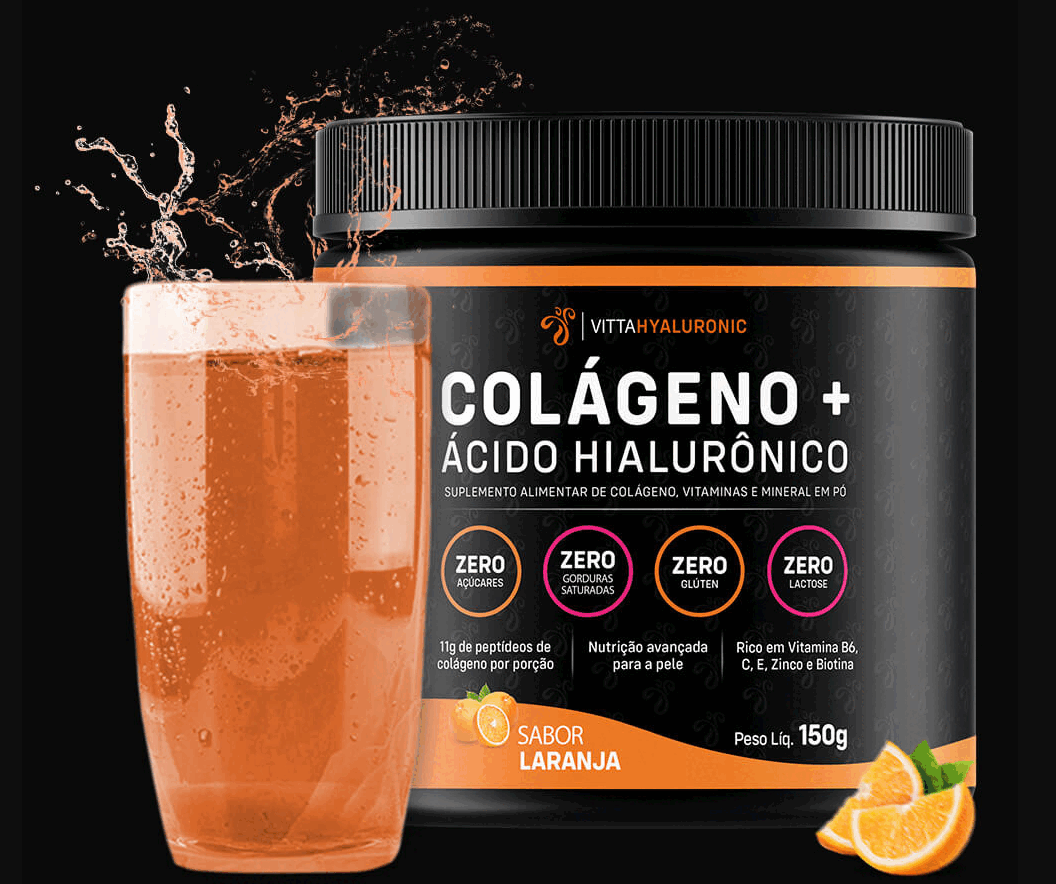 VITTAHYALURONIC
COLÁGENO +
ÁCIDO HIALURÔNICO
SUPLEMENTO ALIMENTAR DE COLÁGENO, VITAMINAS E MINERAL EM PÓ
ZERO
AÇÚCARES
ZERO
GORDURAS
SATURADAS
ZERO
GLÚTEN
ZERO
LACTOSE
11g de peptídeos de
colágeno por porção
Nutrição avançada
para a pele
Rico em Vitamina B6,
C, E, Zinco e Biotina
SABOR
LARANJA
Peso Líq. 150g